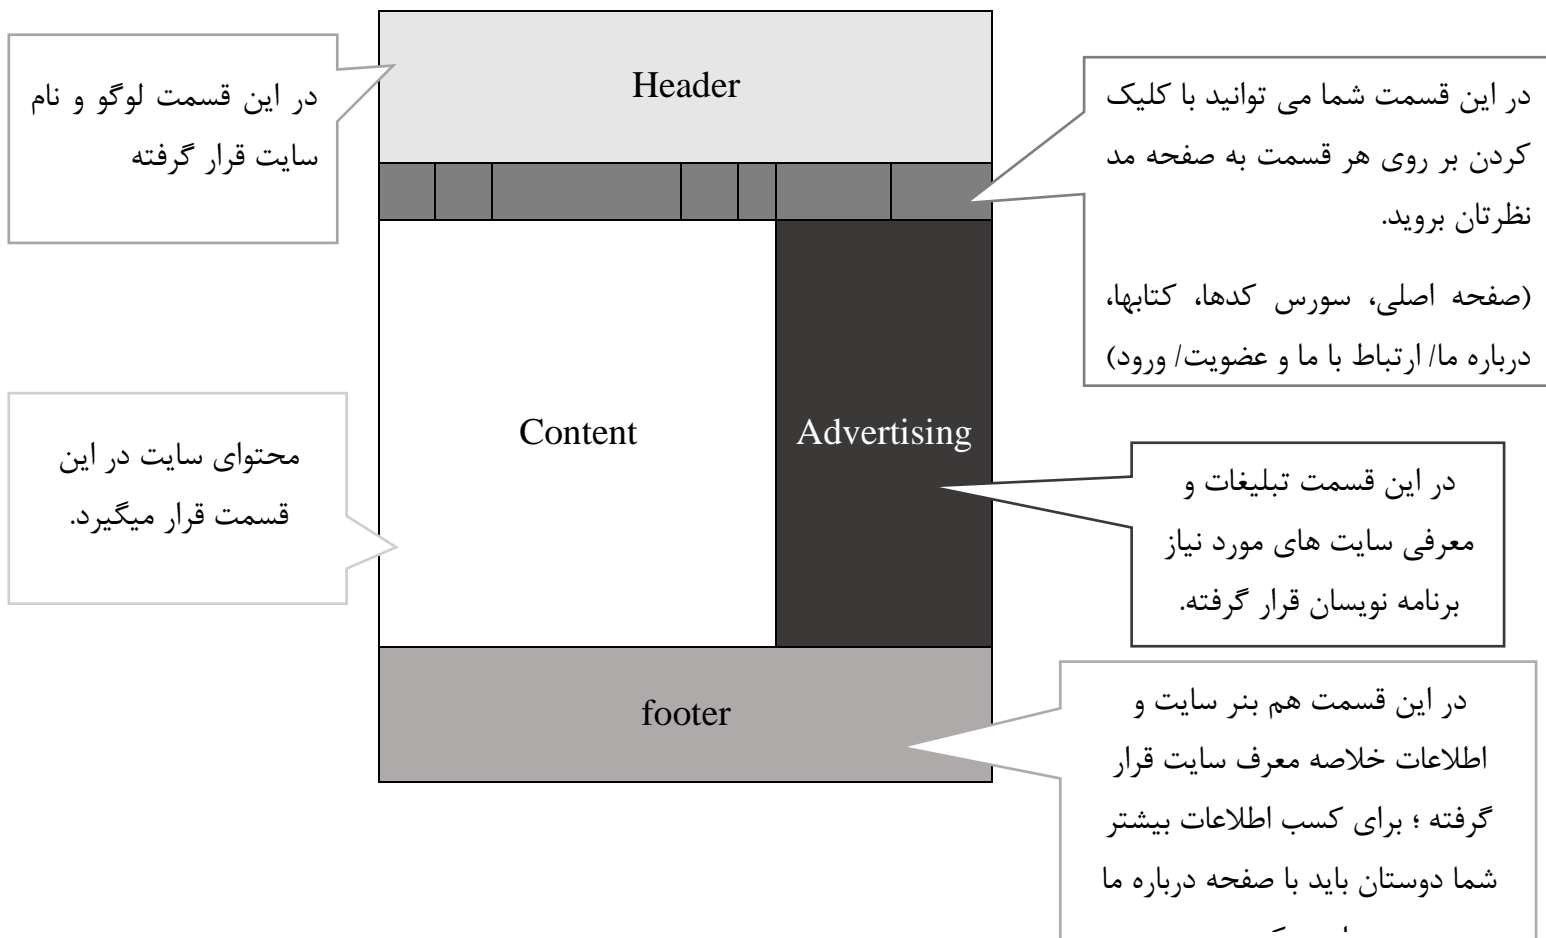 Header
در این قسمت لوگو و نام
سایت قرار گرفته
در این قسمت شما می توانید با کلیک
کردن بر روی هر قسمت به صفحه مد
نظرتان بروید.
(صفحه اصلی، سورس کدها، کتابها،
درباره ما/ ارتباط با ما و عضویت/ ورود)
Content
Advertising
محتوای سایت در این
قسمت قرار میگیرد.
در این قسمت تبلیغات و
معرفی سایت های مورد نیاز
برنامه نویسان قرار گرفته.
footer
در این قسمت هم بنر سایت و
اطلاعات خلاصه معرف سایت قرار
گرفته ؛ برای کسب اطلاعات بیشتر
شما دوستان باید با صفحه درباره ما